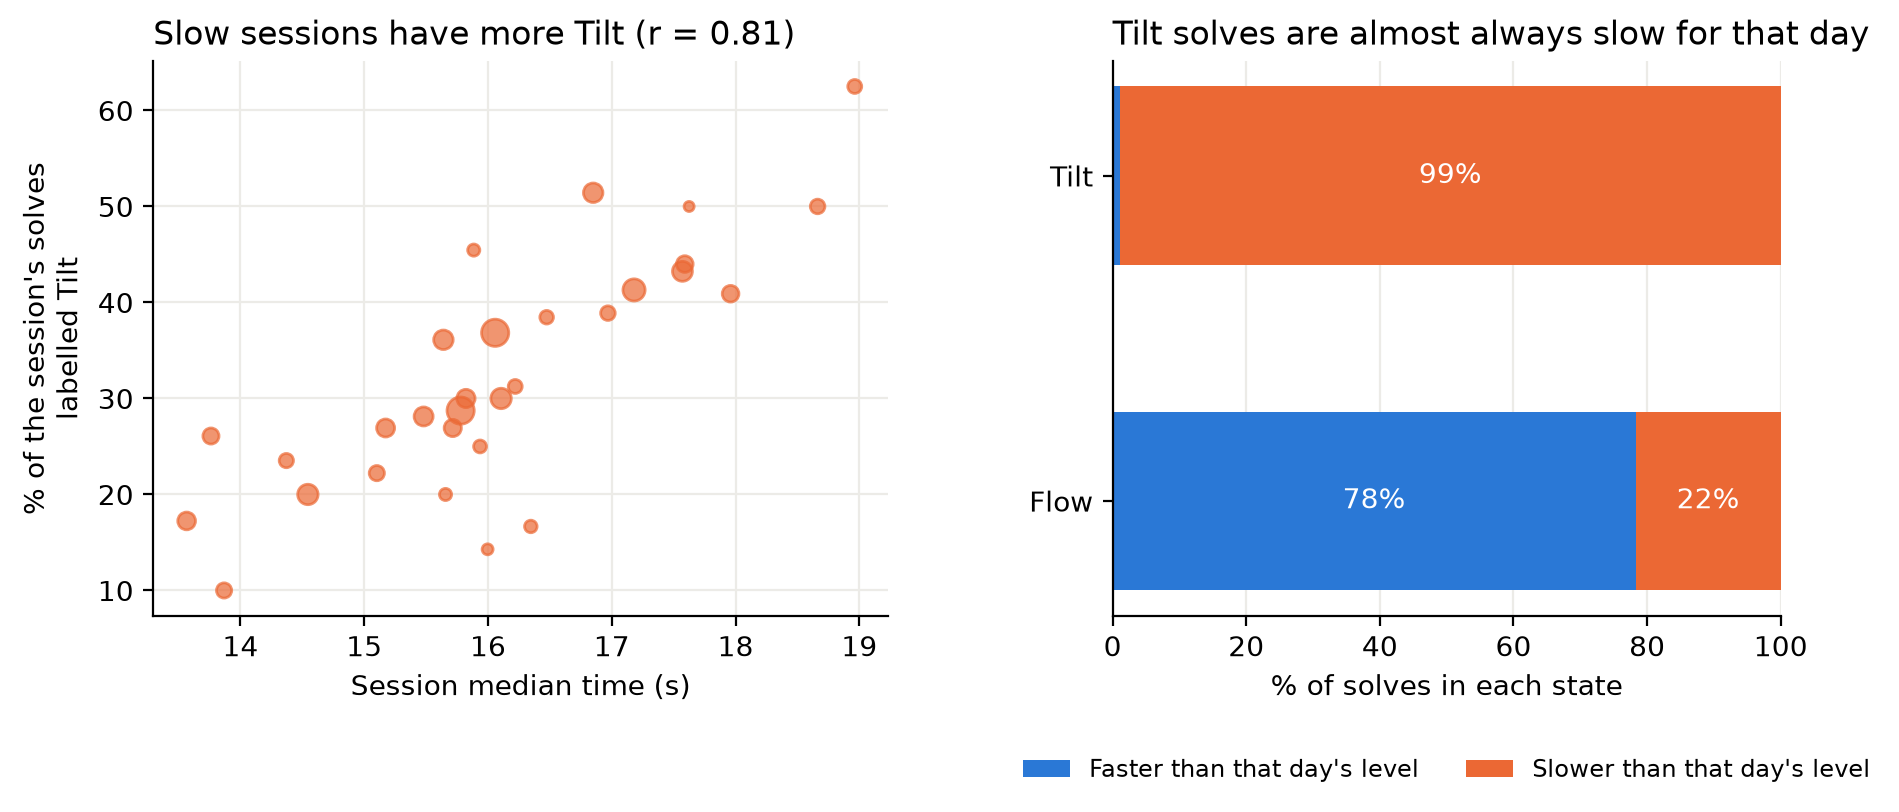 Slow sessions have more Tilt (r = 0.81)
% of the session's solves
labelled Tilt
60
50
40
30
20
10
14 15 16 17 18 19
Session median time (s)
Tilt solves are almost always slow for that day
Tilt
99%
Flow
78% 22%
0 20 40 60 80 100
% of solves in each state
Faster than that day's level
Slower than that day's level